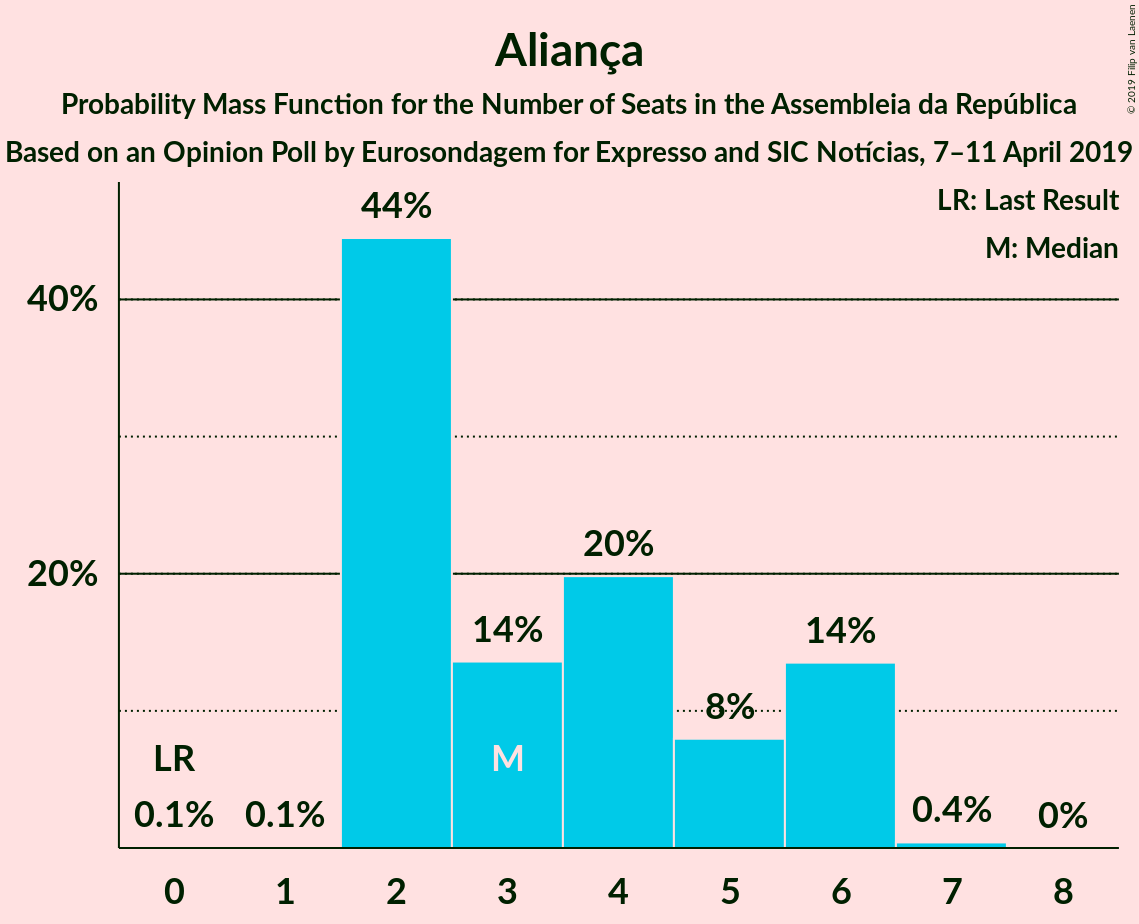 Aliança
Probability Mass Function for the Number of Seats in the Assembleia da República
Based on an Opinion Poll by Eurosondagem for Expresso and SIC Notícias, 7–11 April 2019
© 2019 Filip van Laenen
LR: Last Result
M: Median
44%
40%
20%
20%
14%
14%
8%
LR
M
0.1%
0.1%
0.4%
0%
0 1 2 3 4 5 6 7 8